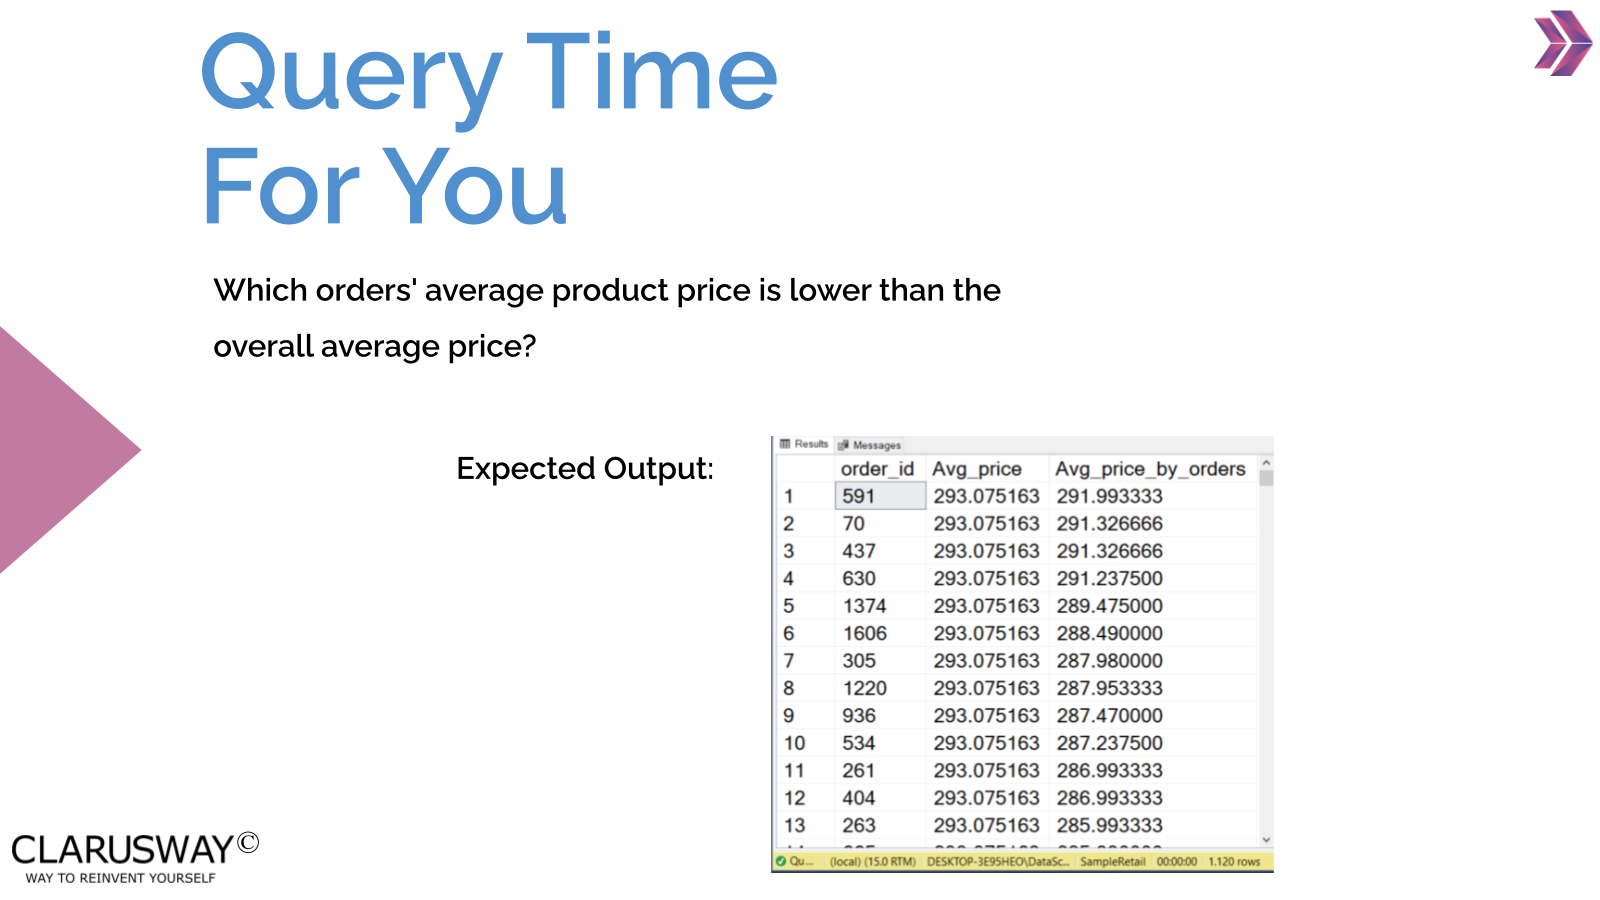 Query Time
For You
Which orders' average product price is lower than the
overall average price?
Expected Output:
Results Messages
order_id Avg_price Avg_price_by_orders
1 591 293.075163 291.993333
2 70 293.075163 291.326666
3 437 293.075163 291.326666
4 630 293.075163 291.237500
5 1374 293.075163 289.475000
6 1606 293.075163 288.490000
7 305 293.075163 287.980000
8 1220 293.075163 287.953333
9 936 293.075163 287.470000
10 534 293.075163 287.237500
11 261 293.075163 286.993333
12 404 293.075163 286.993333
13 263 293.075163 285.993333
Qu... (local) (15.0 RTM) DESKTOP-3E95HEO\DataSc... SampleRetail 00:00:00 1.120 rows
CLARUSWAY©
WAY TO REINVENT YOURSELF